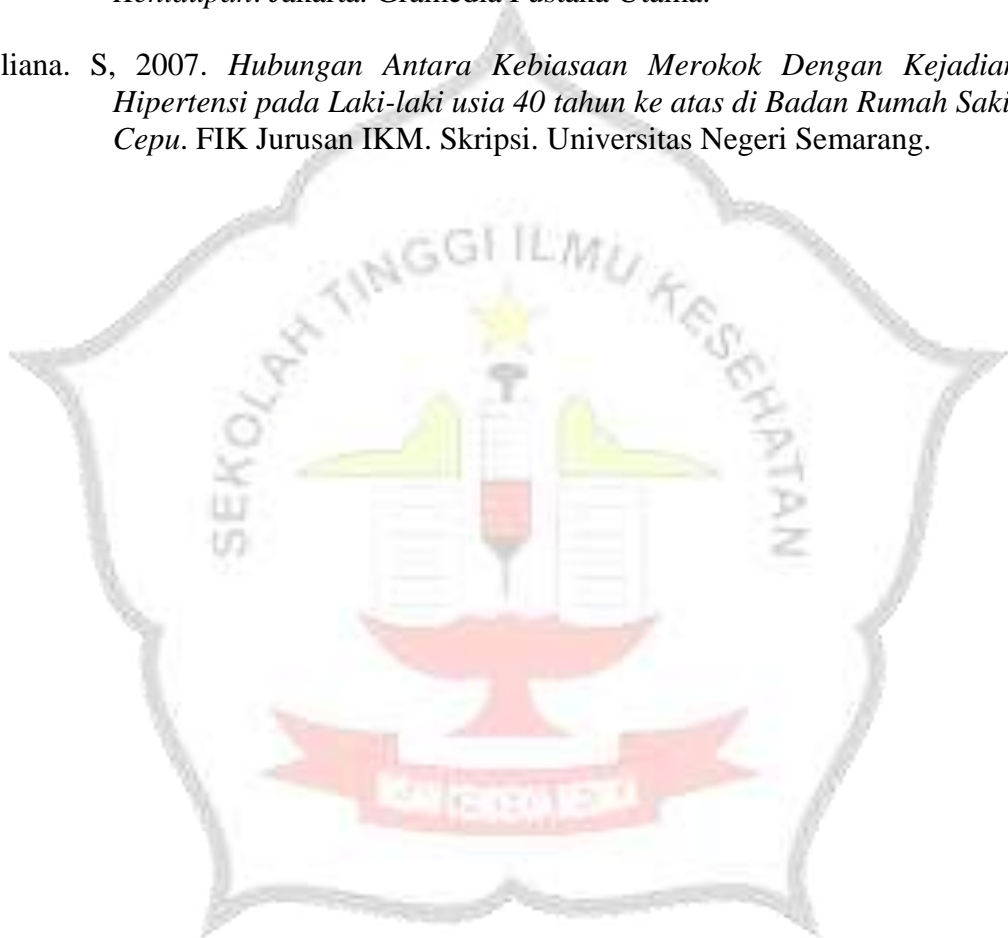 Jakarta. Gramedia Pustaka Utama.
liana. S, 2007. Hubungan Antara Kebiasaan Merokok Dengan Kejadian
Hipertensi pada Laki-laki usia 40 tahun ke atas di Badan Rumah Saki
Cepu. FIK Jurusan IKM. Skripsi. Universitas Negeri Semarang.
SEKOLAH TINGGI ILMU KESEHATAN